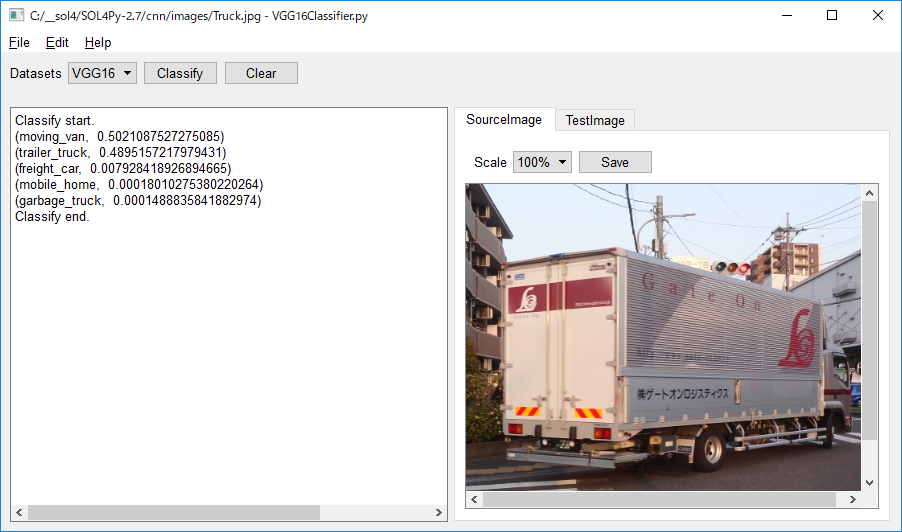 C:/__sol4/SOL4Py-2.7/cnn/images/Truck.jpg - VGG16Classifier.py
File Edit Help
Datasets VGG16 Classify Clear
Classify start.
(moving_van, 0.5021087527275085)
(trailer_truck, 0.4895157217979431)
(freight_car, 0.007928418926894665)
(mobile_home, 0.00018010275380220264)
(garbage_truck, 0.0001488835841882974)
Classify end.
SourceImage TestImage
Scale 100% Save
Gate On
㈱ゲートオンロジスティクス